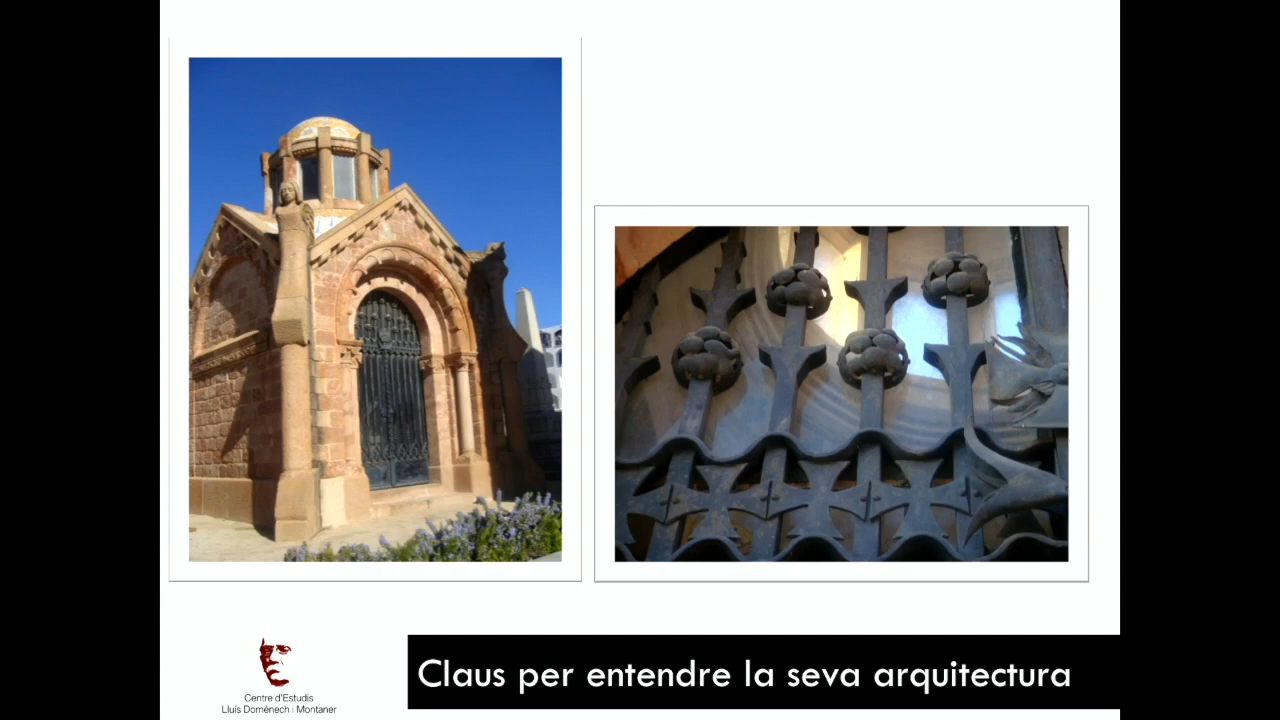 Centre d'Estudis
Lluís Domènech i Montaner
Claus per entendre la seva arquitectura